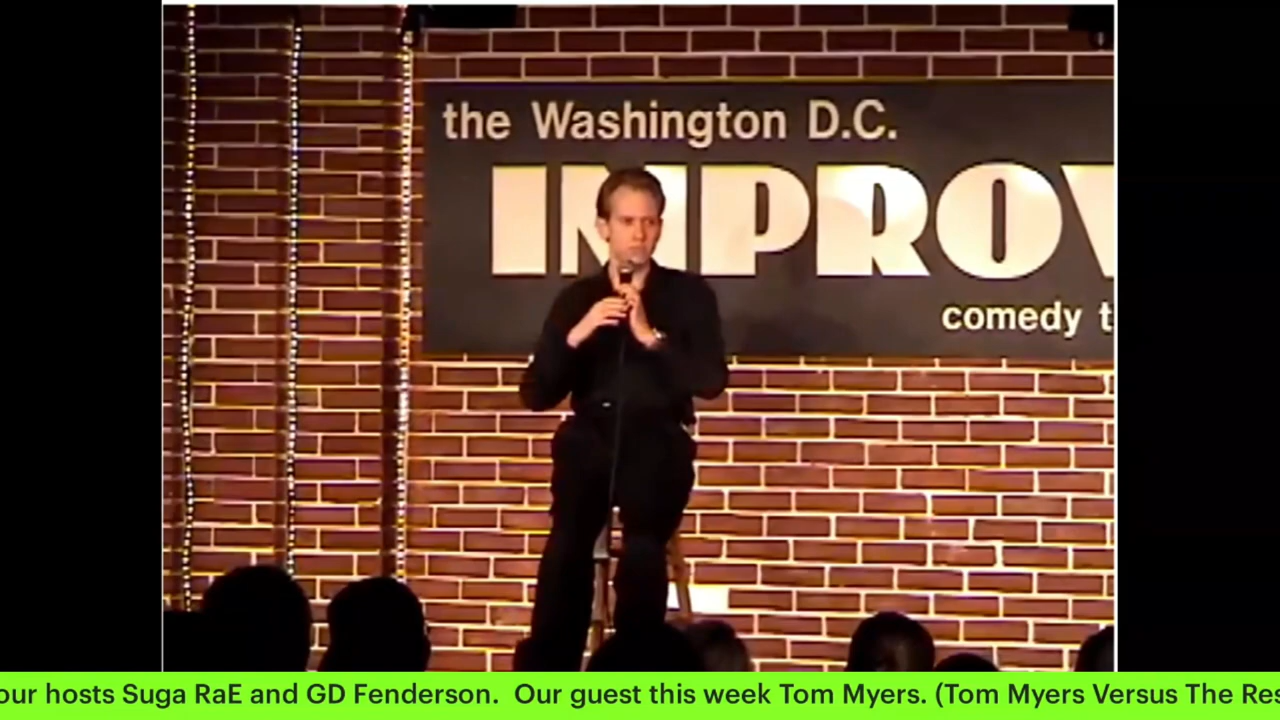 the Washington D.C.
IMPROV
comedy t
our hosts Suga RaE and GD Fenderson. Our guest this week Tom Myers. (Tom Myers Versus The Res